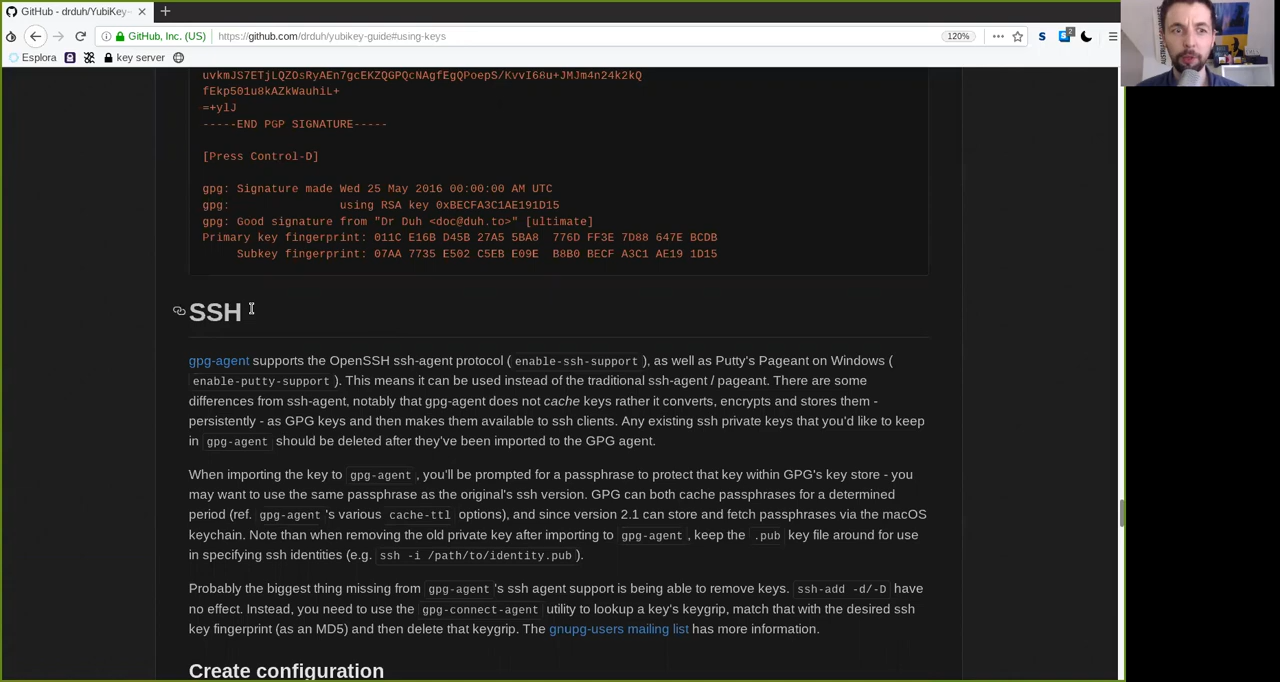 GitHub - drduh/YubiKey-
GitHub, Inc. (US)
https://github.com/drduh/yubikey-guide#using-keys
120%
S
2
Esplora
key server
uvkmJS7ETjLQZOsRyAEn7gcEKZQGPQcNAgfEgQPoepS/KvvI68u+JMJm4n24k2kQ
fEkp501u8kAZkWauhiL+
=+ylJ
-----END PGP SIGNATURE-----
[Press Control-D]
gpg: Signature made Wed 25 May 2016 00:00:00 AM UTC
gpg: using RSA key 0xBECFA3C1AE191D15
gpg: Good signature from "Dr Duh <doc@duh.to>" [ultimate]
Primary key fingerprint: 011C E16B D45B 27A5 5BA8 776D FF3E 7D88 647E BCDB
Subkey fingerprint: 07AA 7735 E502 C5EB E09E B8B0 BECF A3C1 AE19 1D15
SSH
gpg-agent supports the OpenSSH ssh-agent protocol ( enable-ssh-support ), as well as Putty's Pageant on Windows (
enable-putty-support ). This means it can be used instead of the traditional ssh-agent / pageant. There are some
differences from ssh-agent, notably that gpg-agent does not cache keys rather it converts, encrypts and stores them -
persistently - as GPG keys and then makes them available to ssh clients. Any existing ssh private keys that you'd like to keep
in gpg-agent should be deleted after they've been imported to the GPG agent.
When importing the key to gpg-agent , you'll be prompted for a passphrase to protect that key within GPG's key store - you
may want to use the same passphrase as the original's ssh version. GPG can both cache passphrases for a determined
period (ref. gpg-agent 's various cache-ttl options), and since version 2.1 can store and fetch passphrases via the macOS
keychain. Note than when removing the old private key after importing to gpg-agent , keep the .pub key file around for use
in specifying ssh identities (e.g. ssh -i /path/to/identity.pub ).
Probably the biggest thing missing from gpg-agent 's ssh agent support is being able to remove keys. ssh-add -d/-D have
no effect. Instead, you need to use the gpg-connect-agent utility to lookup a key's keygrip, match that with the desired ssh
key fingerprint (as an MD5) and then delete that keygrip. The gnupg-users mailing list has more information.
Create configuration